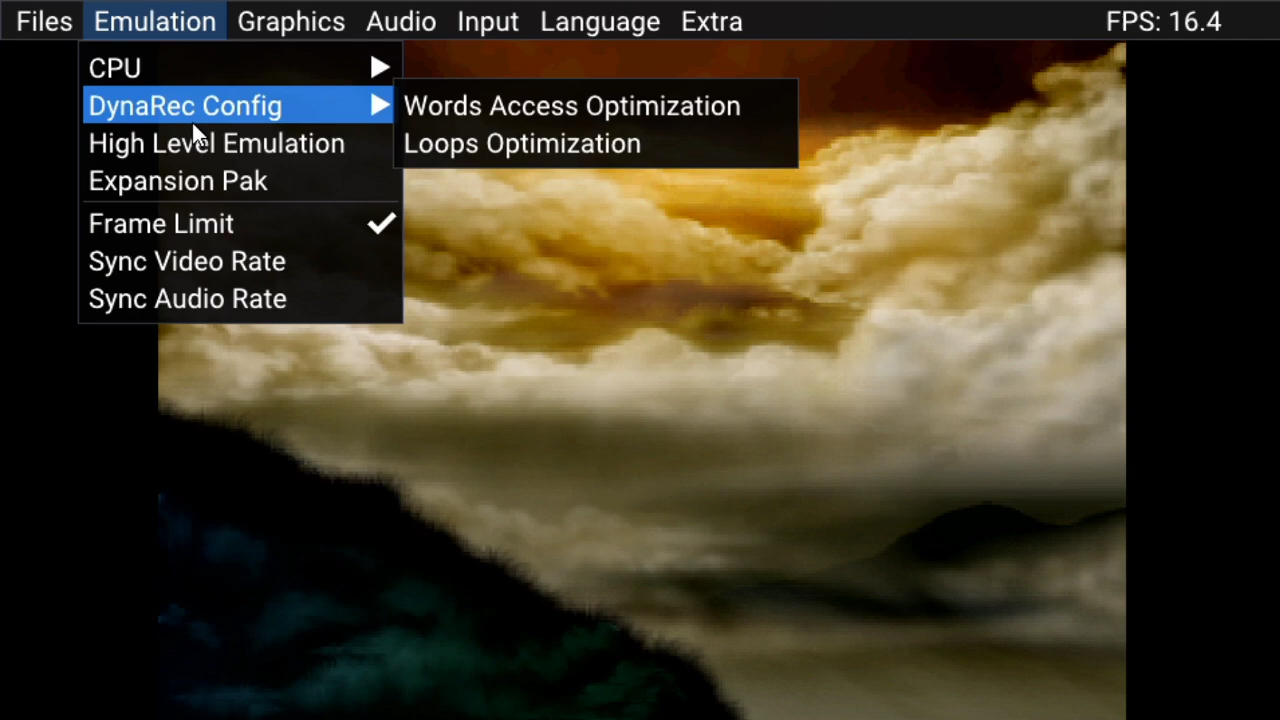 Files Emulation Graphics Audio Input Language Extra FPS: 16.4
CPU
DynaRec Config
High Level Emulation
Expansion Pak
Frame Limit
Sync Video Rate
Sync Audio Rate
Words Access Optimization
Loops Optimization